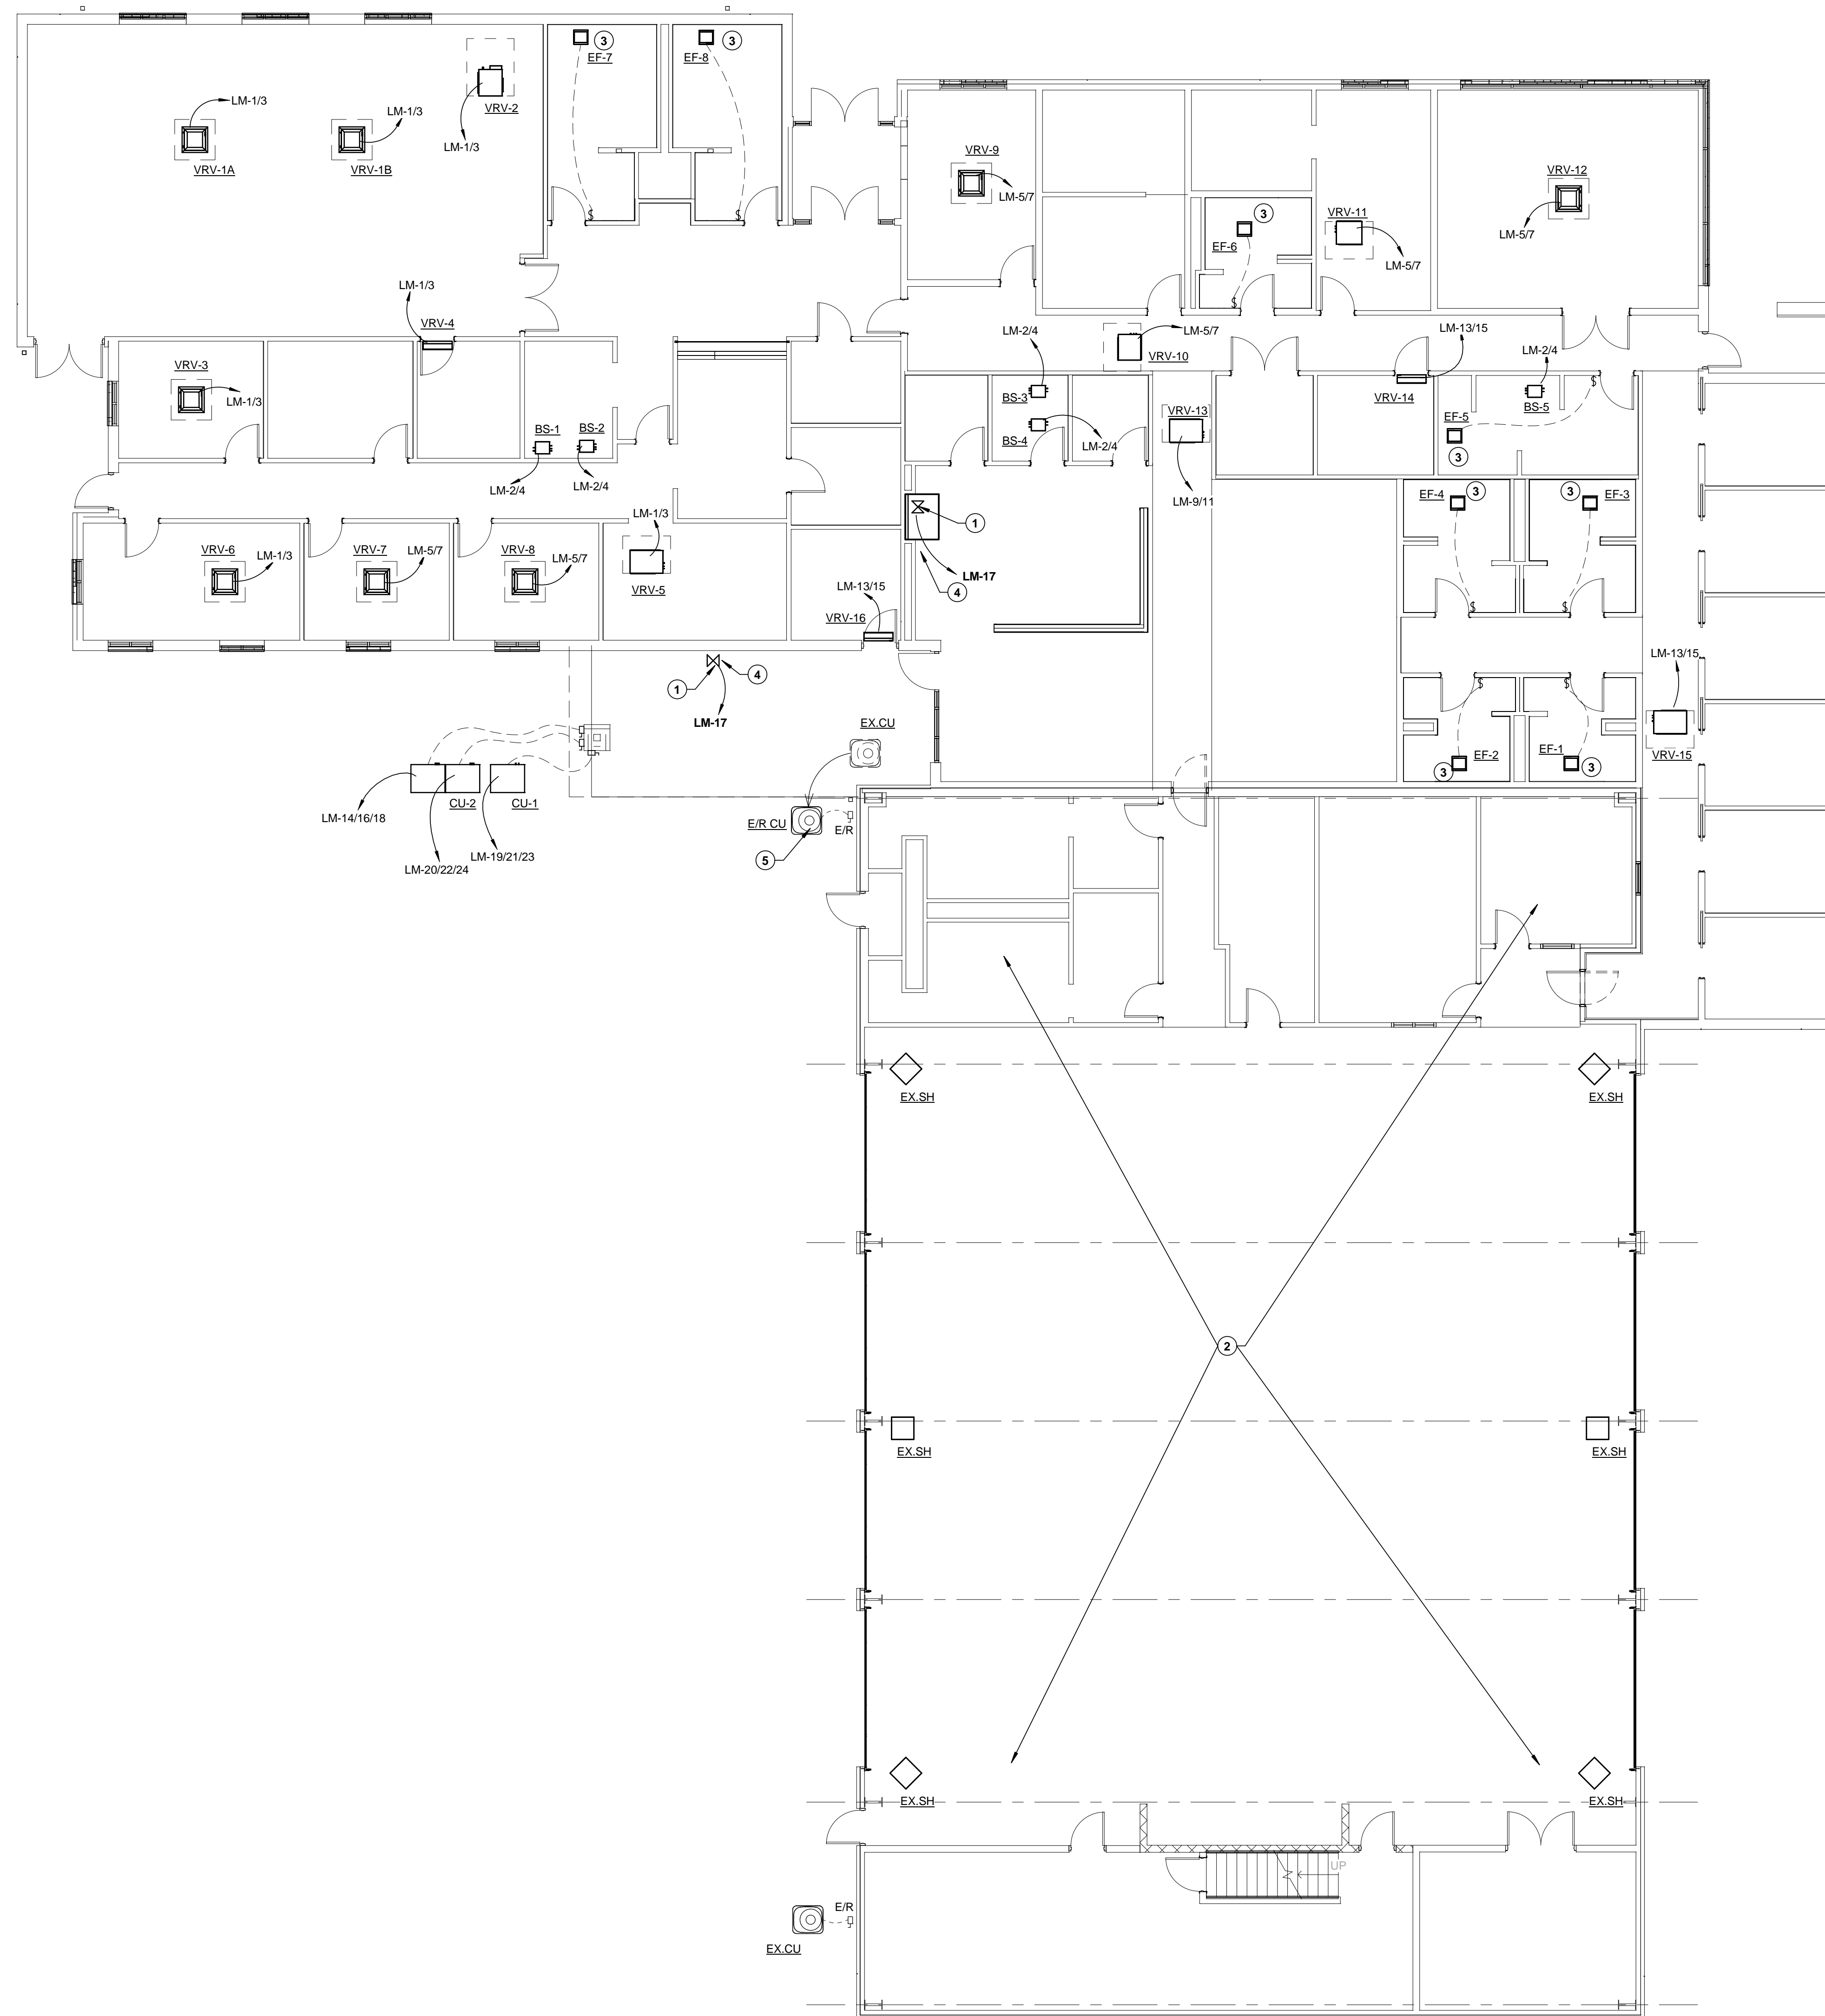 EF-7
3
EF-8
3
VRV-2
LM-1/3
LM-1/3
VRV-1A
LM-1/3
VRV-1B
VRV-9
LM-5/7
3
EF-6
VRV-11
LM-5/7
VRV-12
LM-5/7
LM-1/3
VRV-4
VRV-3
LM-1/3
BS-1
LM-2/4
BS-2
LM-2/4
LM-2/4
BS-3
BS-4
LM-2/4
LM-5/7
VRV-10
VRV-13
LM-9/11
LM-13/15
VRV-14
LM-2/4
BS-5
EF-5
3
EF-4
3
3
EF-3
VRV-6
LM-1/3
VRV-7
LM-5/7
VRV-8
LM-5/7
LM-1/3
VRV-5
LM-13/15
VRV-16
1
LM-17
4
1
4
LM-17
EX.CU
EF-2
3
EF-1
3
LM-13/15
VRV-15
CU-2
CU-1
LM-14/16/18
LM-20/22/24
LM-19/21/23
E/R CU
E/R
5
EX.SH
EX.SH
2
EX.SH
EX.SH
EX.SH
EX.SH
UP
E/R
EX.CU